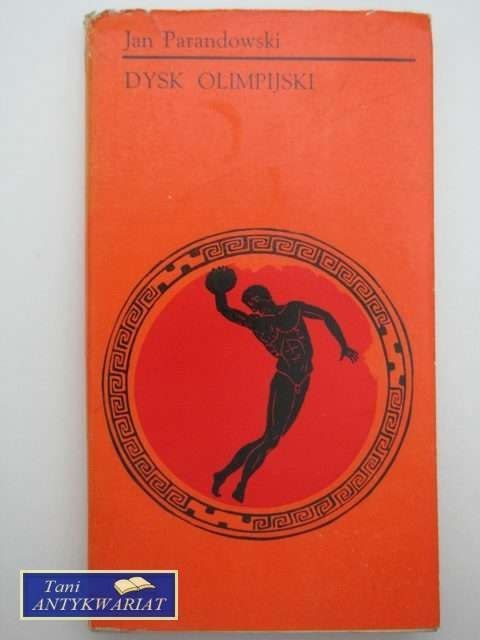 Jan Parandowski
DYSK OLIMPIJSKI
Tani
ANTYKWARIAT